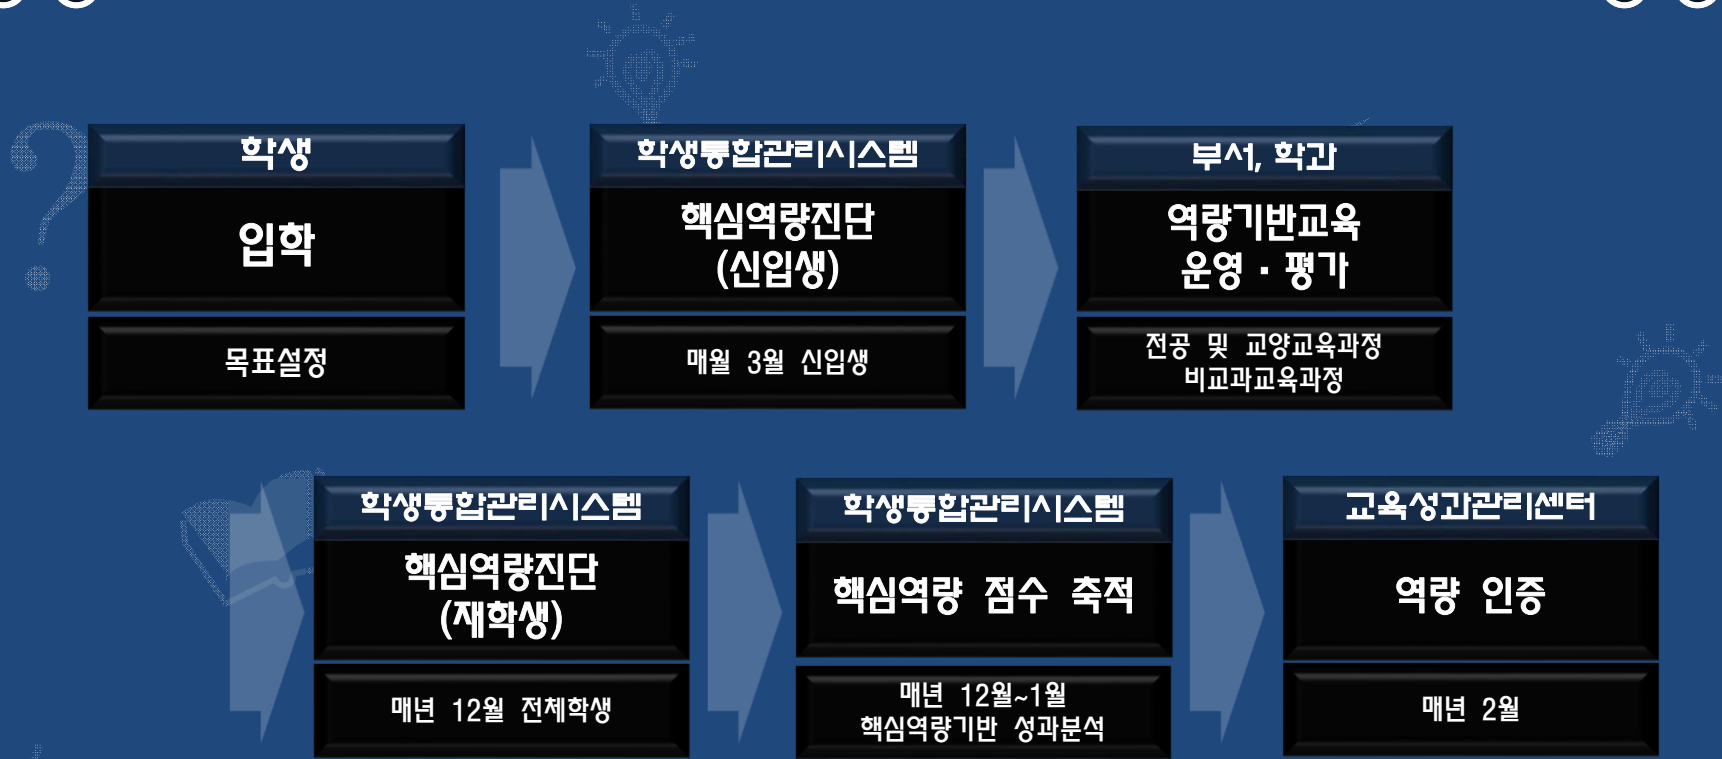 학생
입학
목표설정
학생통합관리시스템
핵심역량진단
(신입생)
매월 3월 신입생
부서, 학과
역량기반교육
운영·평가
전공 및 교양교육과정
비교과교육과정
학생통합관리시스템
핵심역량진단
(재학생)
매년 12월 전체학생
학생통합관리시스템
핵심역량 점수 축적
매년 12월~1월
핵심역량기반 성과분석
교육성과관리센터
역량 인증
매년 2월